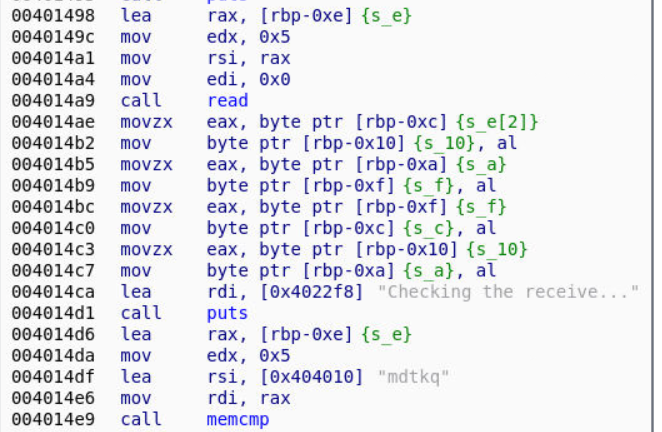 00401498 lea rax, [rbp-0xe] {s_e}
0040149c mov edx, 0x5
004014a1 mov rsi, rax
004014a4 mov edi, 0x0
004014a9 call read
004014ae movzx eax, byte ptr [rbp-0xc] {s_e[2]}
004014b2 mov byte ptr [rbp-0x10] {s_10}, al
004014b5 movzx eax, byte ptr [rbp-0xa] {s_a}
004014b9 mov byte ptr [rbp-0xf] {s_f}, al
004014bc movzx eax, byte ptr [rbp-0xf] {s_f}
004014c0 mov byte ptr [rbp-0xc] {s_c}, al
004014c3 movzx eax, byte ptr [rbp-0x10] {s_10}
004014c7 mov byte ptr [rbp-0xa] {s_a}, al
004014ca lea rdi, [0x4022f8] "Checking the receive..."
004014d1 call puts
004014d6 lea rax, [rbp-0xe] {s_e}
004014da mov edx, 0x5
004014df lea rsi, [0x404010] "mdtkq"
004014e6 mov rdi, rax
004014e9 call memcmp